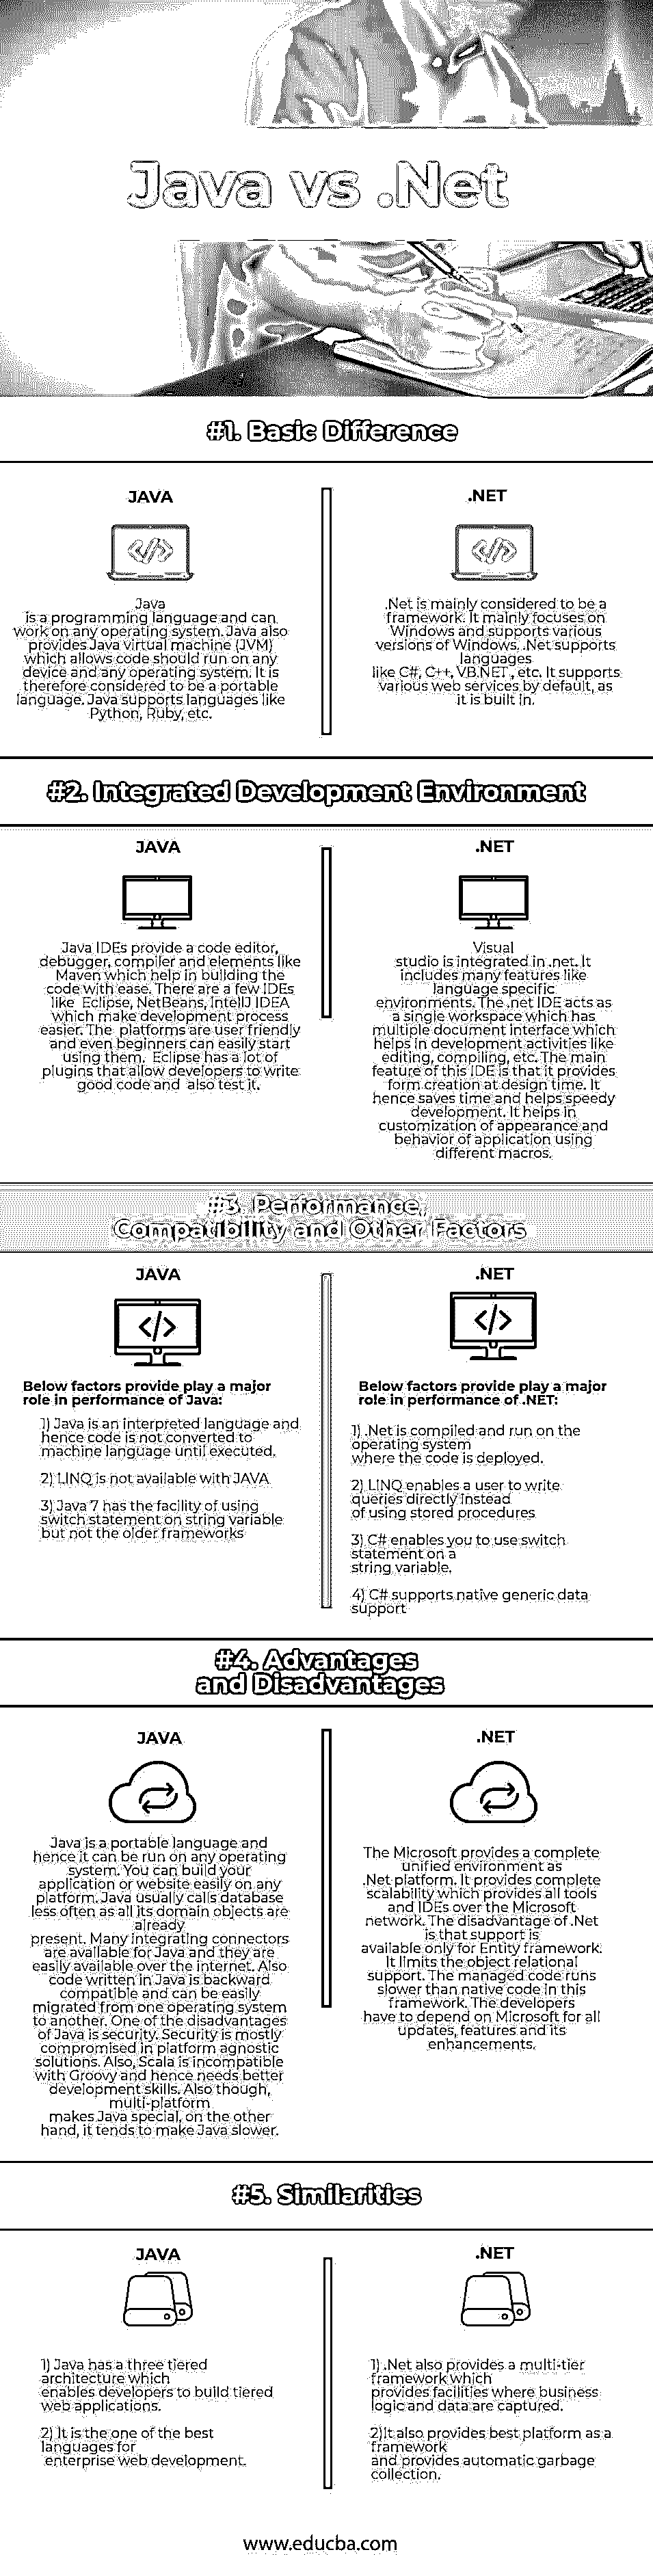 Java vs .Net
#1. Basic Difference
JAVA
Java
is a programming language and can
work on any operating system. Java also
provides Java virtual machine (JVM)
which allows code should run on any
device and any operating system. It is
therefore considered to be a portable
language. Java supports languages like
Python, Ruby, etc.
.NET
.Net is mainly considered to be a
framework. It mainly focuses on
Windows and supports various
versions of Windows. .Net supports
languages
like C#, C++, VB.NET , etc. It supports
various web services by default, as
it is built in.
#2. Integrated Development Environment
JAVA
Java IDEs provide a code editor,
debugger, compiler and elements like
Maven which help in building the
code with ease. There are a few IDEs
like Eclipse, NetBeans, IntelliJ IDEA
which make development process
easier. The platforms are user friendly
and even beginners can easily start
using them. Eclipse has a lot of
plugins that allow developers to write
good code and also test it.
.NET
Visual
studio is integrated in .net. It
includes many features like
language specific
environments. The .net IDE acts as
a single workspace which has
multiple document interface which
helps in development activities like
editing, compiling, etc. The main
feature of this IDE is that it provides
form creation at design time. It
hence saves time and helps speedy
development. It helps in
customization of appearance and
behavior of application using
different macros.
#3. Performance,
Compatibility and Other Factors
JAVA
Below factors provide play a major
role in performance of Java:
1) Java is an interpreted language and
hence code is not converted to
machine language until executed.
2) LINQ is not available with JAVA
3) Java 7 has the facility of using
switch statement on string variable
but not the older frameworks
.NET
Below factors provide play a major
role in performance of .NET:
1) .Net is compiled and run on the
operating system
where the code is deployed.
2) LINQ enables a user to write
queries directly instead
of using stored procedures
3) C# enables you to use switch
statement on a
string variable.
4) C# supports native generic data
support
#4. Advantages
and Disadvantages
JAVA
Java is a portable language and
hence it can be run on any operating
system. You can build your
application or website easily on any
platform. Java usually calls database
less often as all its domain objects are
already
present. Many integrating connectors
are available for Java and they are
easily available over the internet. Also
code written in Java is backward
compatible and can be easily
migrated from one operating system
to another. One of the disadvantages
of Java is security. Security is mostly
compromised in platform agnostic
solutions. Also, Scala is incompatible
with Groovy and hence needs better
development skills. Also though,
multi-platform
makes Java special, on the other
hand, it tends to make Java slower.
.NET
The Microsoft provides a complete
unified environment as
.Net platform. It provides complete
scalability which provides all tools
and IDEs over the Microsoft
network. The disadvantage of .Net
is that support is
available only for Entity framework.
It limits the object relational
support. The managed code runs
slower than native code in this
framework. The developers
have to depend on Microsoft for all
updates, features and its
enhancements.
#5. Similarities
JAVA
1) Java has a three tiered
architecture which
enables developers to build tiered
web applications.
2) It is the one of the best
languages for
enterprise web development.
.NET
1) .Net also provides a multi-tier
framework which
provides facilities where business
logic and data are captured.
2)It also provides best platform as a
framework
and provides automatic garbage
collection.
www.educba.com